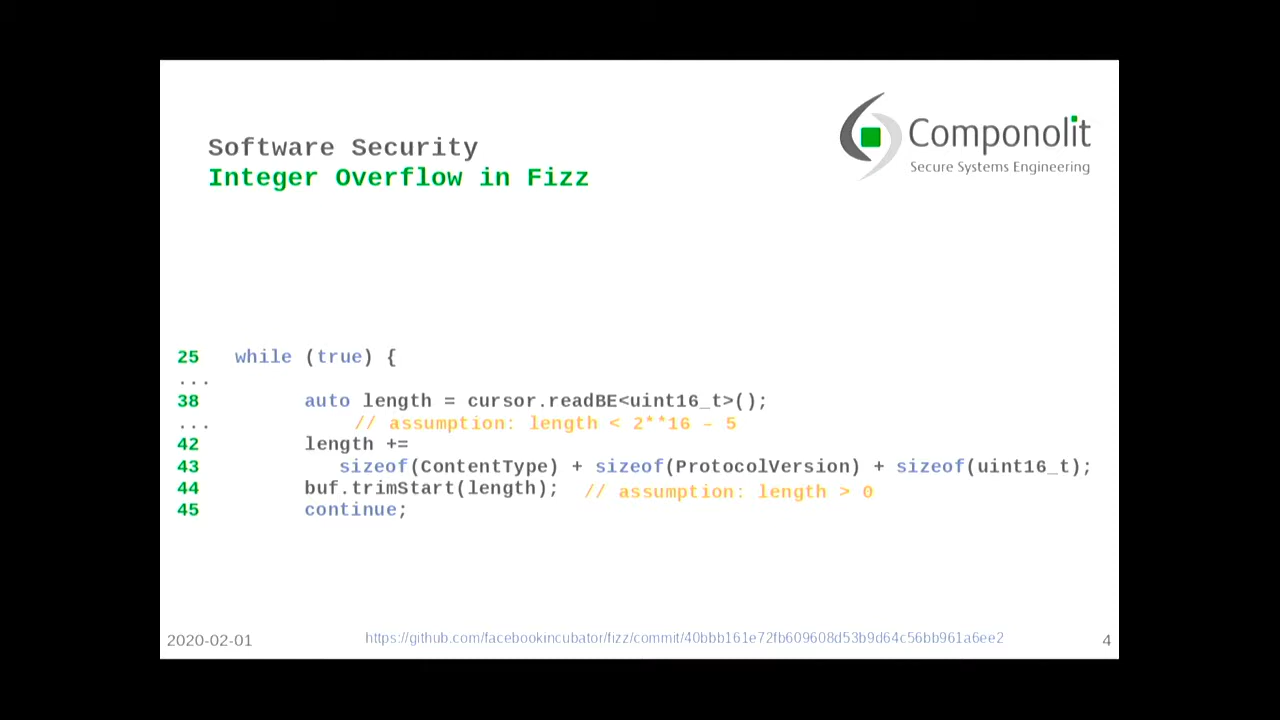 Software Security
Integer Overflow in Fizz
Componolit
Secure Systems Engineering
25 while (true) {
...
38 auto length = cursor.readBE<uint16_t>();
... // assumption: length < 2**16 – 5
42 length +=
43 sizeof(ContentType) + sizeof(ProtocolVersion) + sizeof(uint16_t);
44 buf.trimStart(length); // assumption: length > 0
45 continue;
2020-02-01
https://github.com/facebookincubator/fizz/commit/40bbb161e72fb609608d53b9d64c56bb961a6ee2
4